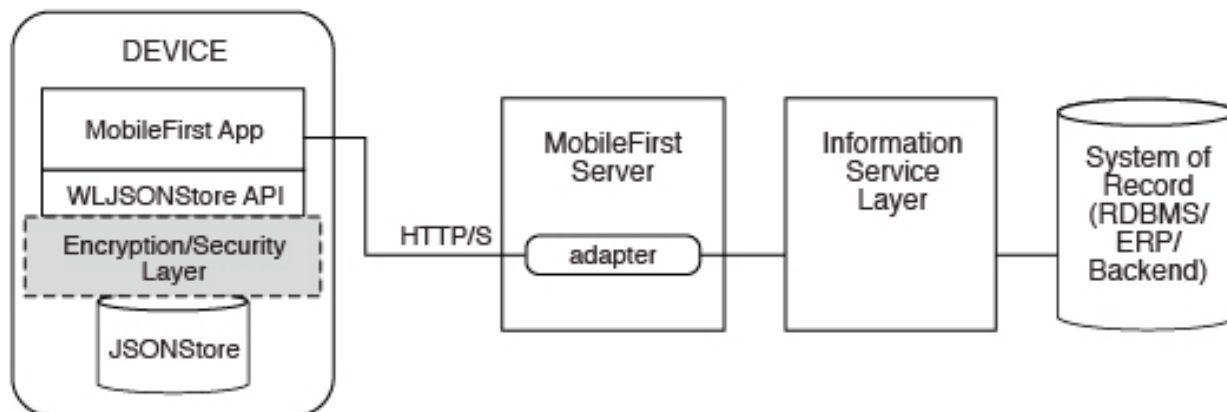 DEVICE
MobileFirst App
WLJSONStore API
Encryption/Security
Layer
JSONStore
HTTP/S
MobileFirst
Server
adapter
Information
Service
Layer
System of
Record
(RDBMS/
ERP/
Backend)